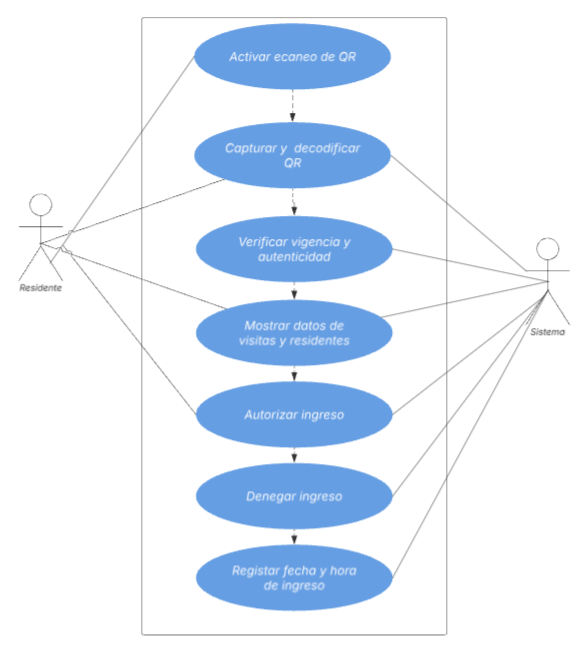 Activar ecaneo de QR
Capturar y decodificar
QR
Verificar vigencia y
autenticidad
Residente
Mostrar datos de
visitas y residentes
Sistema
Autorizar ingreso
Denegar ingreso
Registar fecha y hora
de ingreso